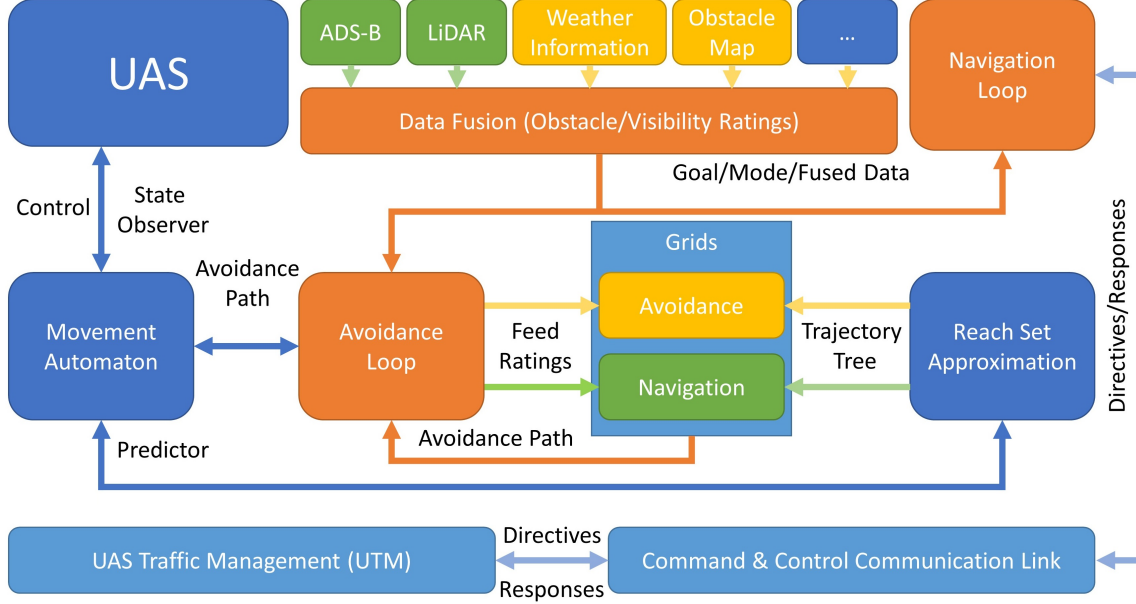 UAS
ADS-B
LiDAR
Weather
Information
Obstacle
Map
...
Navigation
Loop
Data Fusion (Obstacle/Visibility Ratings)
Goal/Mode/Fused Data
Control
State
Observer
Directives/Responses
Grids
Avoidance
Path
Movement
Automaton
Avoidance
Loop
Feed
Ratings
Avoidance
Navigation
Trajectory
Tree
Reach Set
Approximation
Predictor
Avoidance Path
UAS Traffic Management (UTM)
Directives
Responses
Command & Control Communication Link